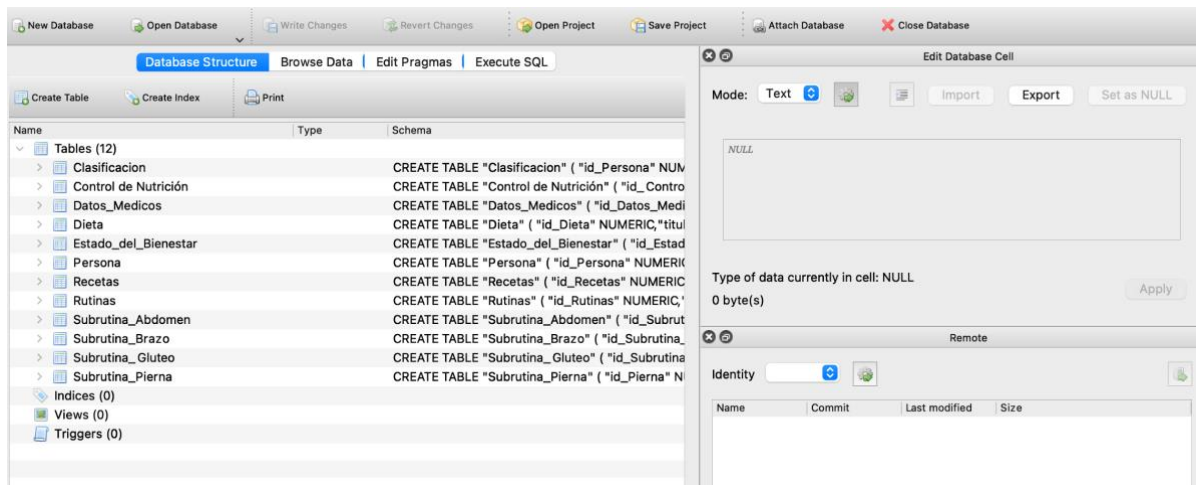 New Database Open Database Write Changes Revert Changes Open Project Save Project Attach Database Close Database
Database Structure Browse Data Edit Pragmas Execute SQL
Create Table Create Index Print
Name Type Schema
Tables (12)
Clasificacion CREATE TABLE "Clasificacion" ( "id_Persona" NUM
Control de Nutrición CREATE TABLE "Control de Nutrición" ( "id_Contro
Datos_Medicos CREATE TABLE "Datos_Medicos" ( "id_Datos_Medi
Dieta CREATE TABLE "Dieta" ( "id_Dieta" NUMERIC,"titul
Estado_del_Bienestar CREATE TABLE "Estado_del_Bienestar" ( "id_Estad
Persona CREATE TABLE "Persona" ( "id_Persona" NUMERIC
Recetas CREATE TABLE "Recetas" ( "id_Recetas" NUMERIC
Rutinas CREATE TABLE "Rutinas" ( "id_Rutinas" NUMERIC,"
Subrutina_Abdomen CREATE TABLE "Subrutina_Abdomen" ( "id_Subrut
Subrutina_Brazo CREATE TABLE "Subrutina_Brazo" ( "id_Subrutina_
Subrutina_ Gluteo CREATE TABLE "Subrutina_ Gluteo" ( "id_Subrutina
Subrutina_Pierna CREATE TABLE "Subrutina_Pierna" ( "id_Pierna" N
Indices (0)
Views (0)
Triggers (0)
Edit Database Cell
Mode: Text Import Export Set as NULL
NULL
Type of data currently in cell: NULL
0 byte(s)
Apply
Remote
Identity
Name Commit Last modified Size